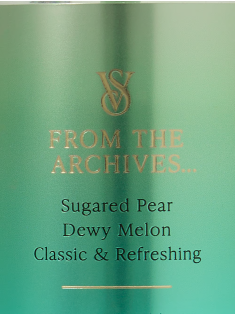 VS
FROM THE
ARCHIVES...
Sugared Pear
Dewy Melon
Classic & Refreshing